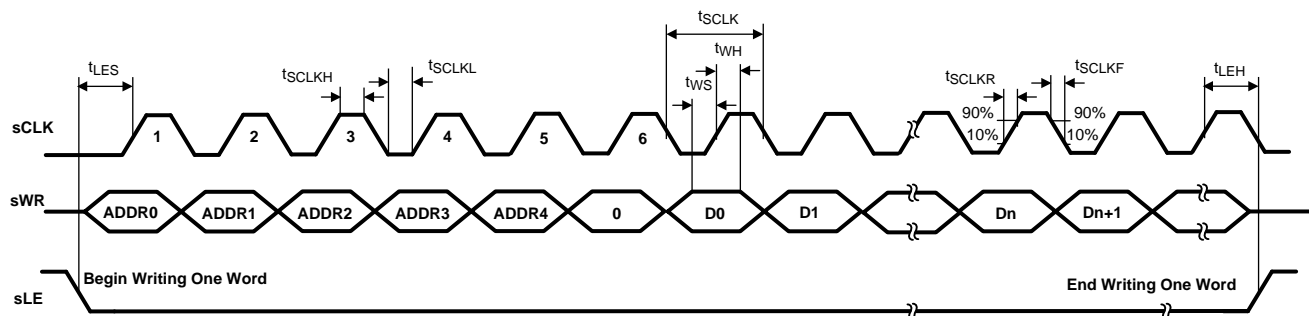 tSCLK
tWH
tLES
tSCLKH
tSCLKL
tWS
tSCLKR
tSCLKF
tLEH
sCLK
1
2
3
4
5
6
90%
10%
90%
10%
sWR
ADDR0
ADDR1
ADDR2
ADDR3
ADDR4
0
D0
D1
Dn
Dn+1
Begin Writing One Word
End Writing One Word
sLE